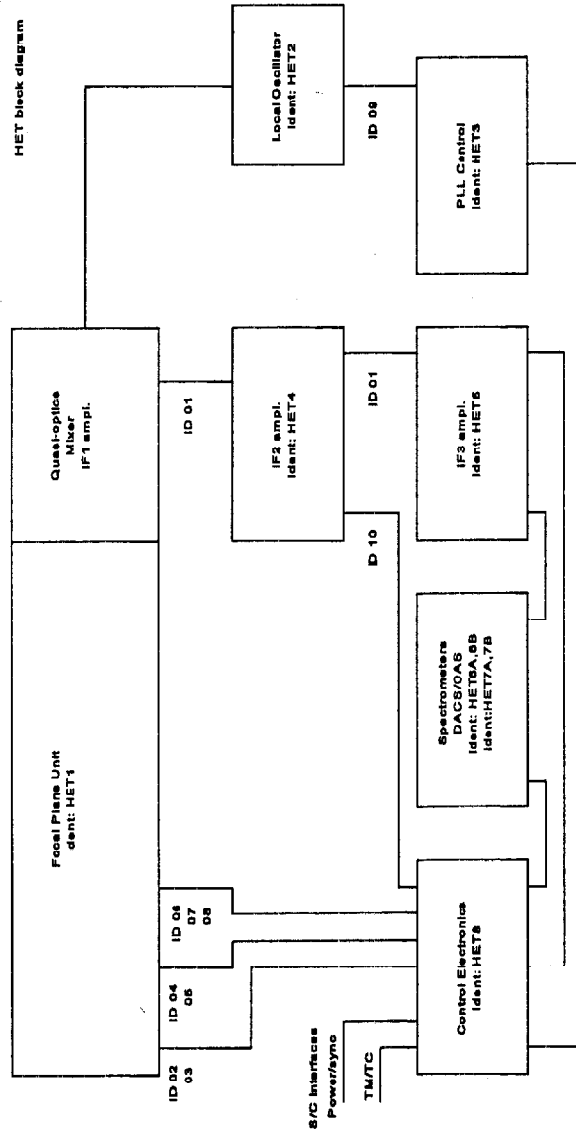 HET block diagram
Focal Plane Unit
dent: HET1
Quasi-optics
Mixer
IF1 ampl.
ID 02
03
ID 04
05
ID 06
07
08
ID 01
Local Oscillator
Ident: HET2
IF2 ampl.
Ident: HET4
ID 10
ID 01
ID 09
S/C Interfaces
Power/sync
TM/TC
Control Electronics
Ident: HET8
Spectrometers
DACS/OAS
Ident: HET6A,6B
Ident:HET7A,7B
IF3 ampl.
Ident: HET5
PLL Control
Ident: HET3